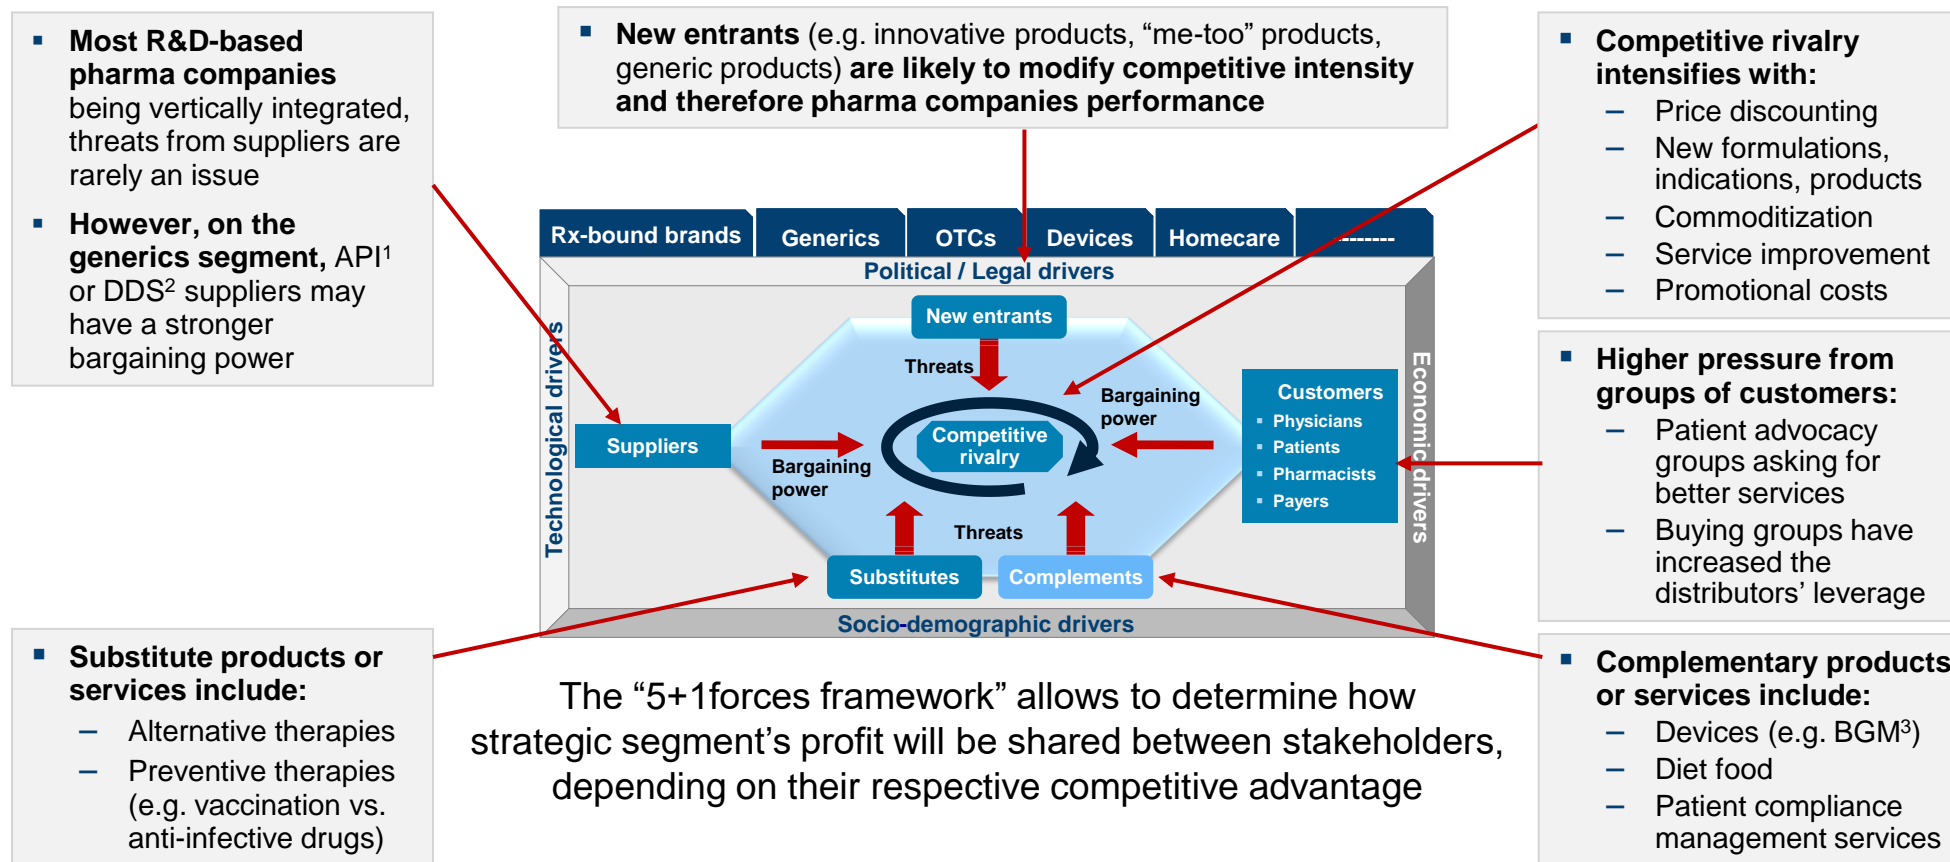 ▪ Most R&D-based
pharma companies
being vertically integrated,
threats from suppliers are
rarely an issue
▪ However, on the
generics segment, API¹
or DDS² suppliers may
have a stronger
bargaining power
▪ New entrants (e.g. innovative products, “me-too” products,
generic products) are likely to modify competitive intensity
and therefore pharma companies performance
▪ Competitive rivalry
intensifies with:
– Price discounting
– New formulations,
indications, products
– Commoditization
– Service improvement
– Promotional costs
Rx-bound brands
Generics
OTCs
Devices
Homecare
--------
Political / Legal drivers
Technological drivers
Economic drivers
New entrants
Threats
Bargaining
power
Customers
▪ Physicians
▪ Patients
▪ Pharmacists
▪ Payers
Suppliers
Competitive
rivalry
Bargaining
power
Threats
Substitutes
Complements
Socio-demographic drivers
▪ Higher pressure from
groups of customers:
– Patient advocacy
groups asking for
better services
– Buying groups have
increased the
distributors’ leverage
▪ Substitute products or
services include:
– Alternative therapies
– Preventive therapies
(e.g. vaccination vs.
anti-infective drugs)
The “5+1forces framework” allows to determine how
strategic segment’s profit will be shared between stakeholders,
depending on their respective competitive advantage
▪ Complementary products
or services include:
– Devices (e.g. BGM³)
– Diet food
– Patient compliance
management services